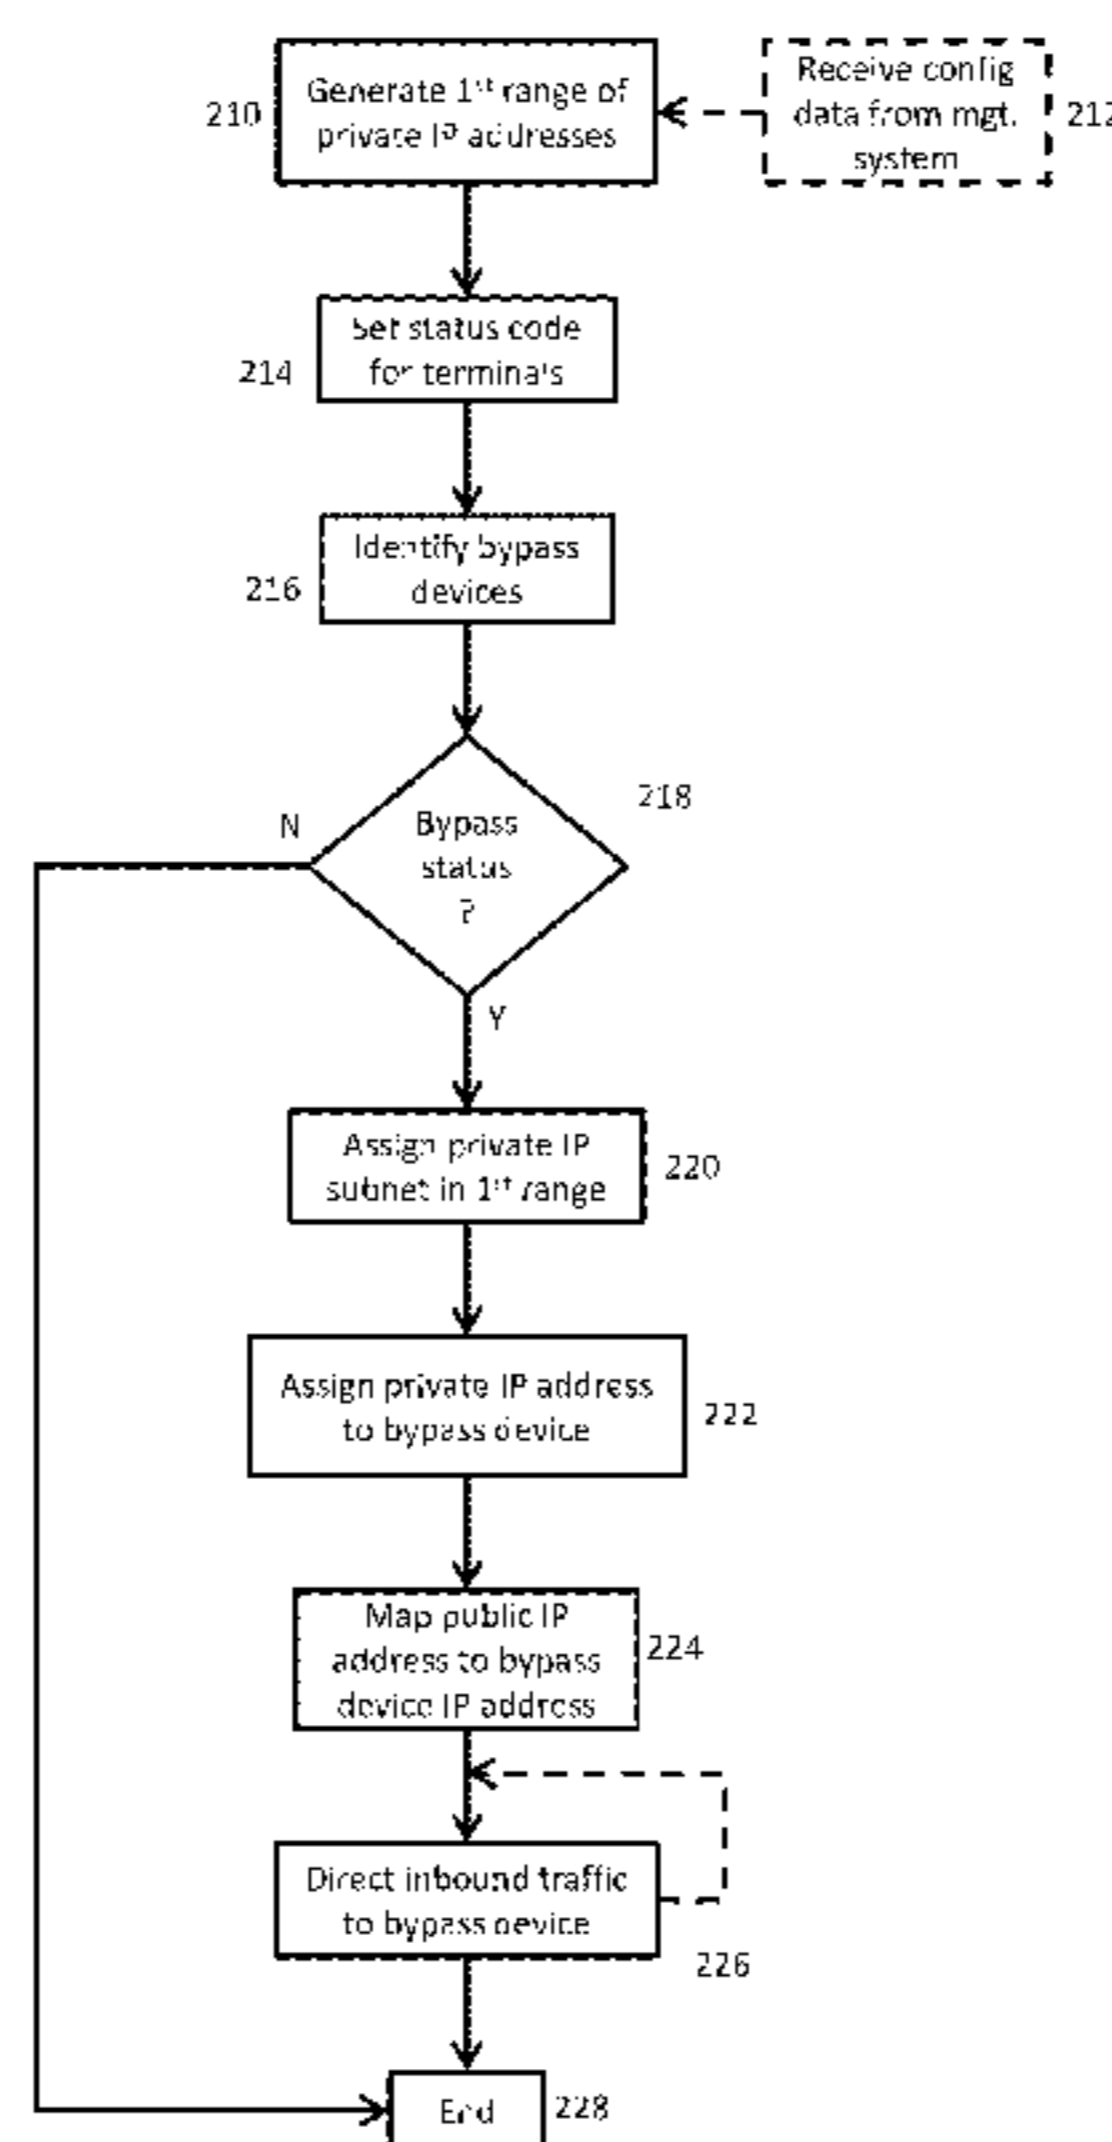 210
Generate 1st range of
private IP addresses
Receive config
data from mgt.
system
212
214
Set status code
for terminals
216
Identify bypass
devices
218
N
Bypass
status
?
Y
Assign private IP
subnet in 1st range
220
Assign private IP address
to bypass device
222
Map public IP
address to bypass
device IP address
224
Direct inbound traffic
to bypass device
226
End
228